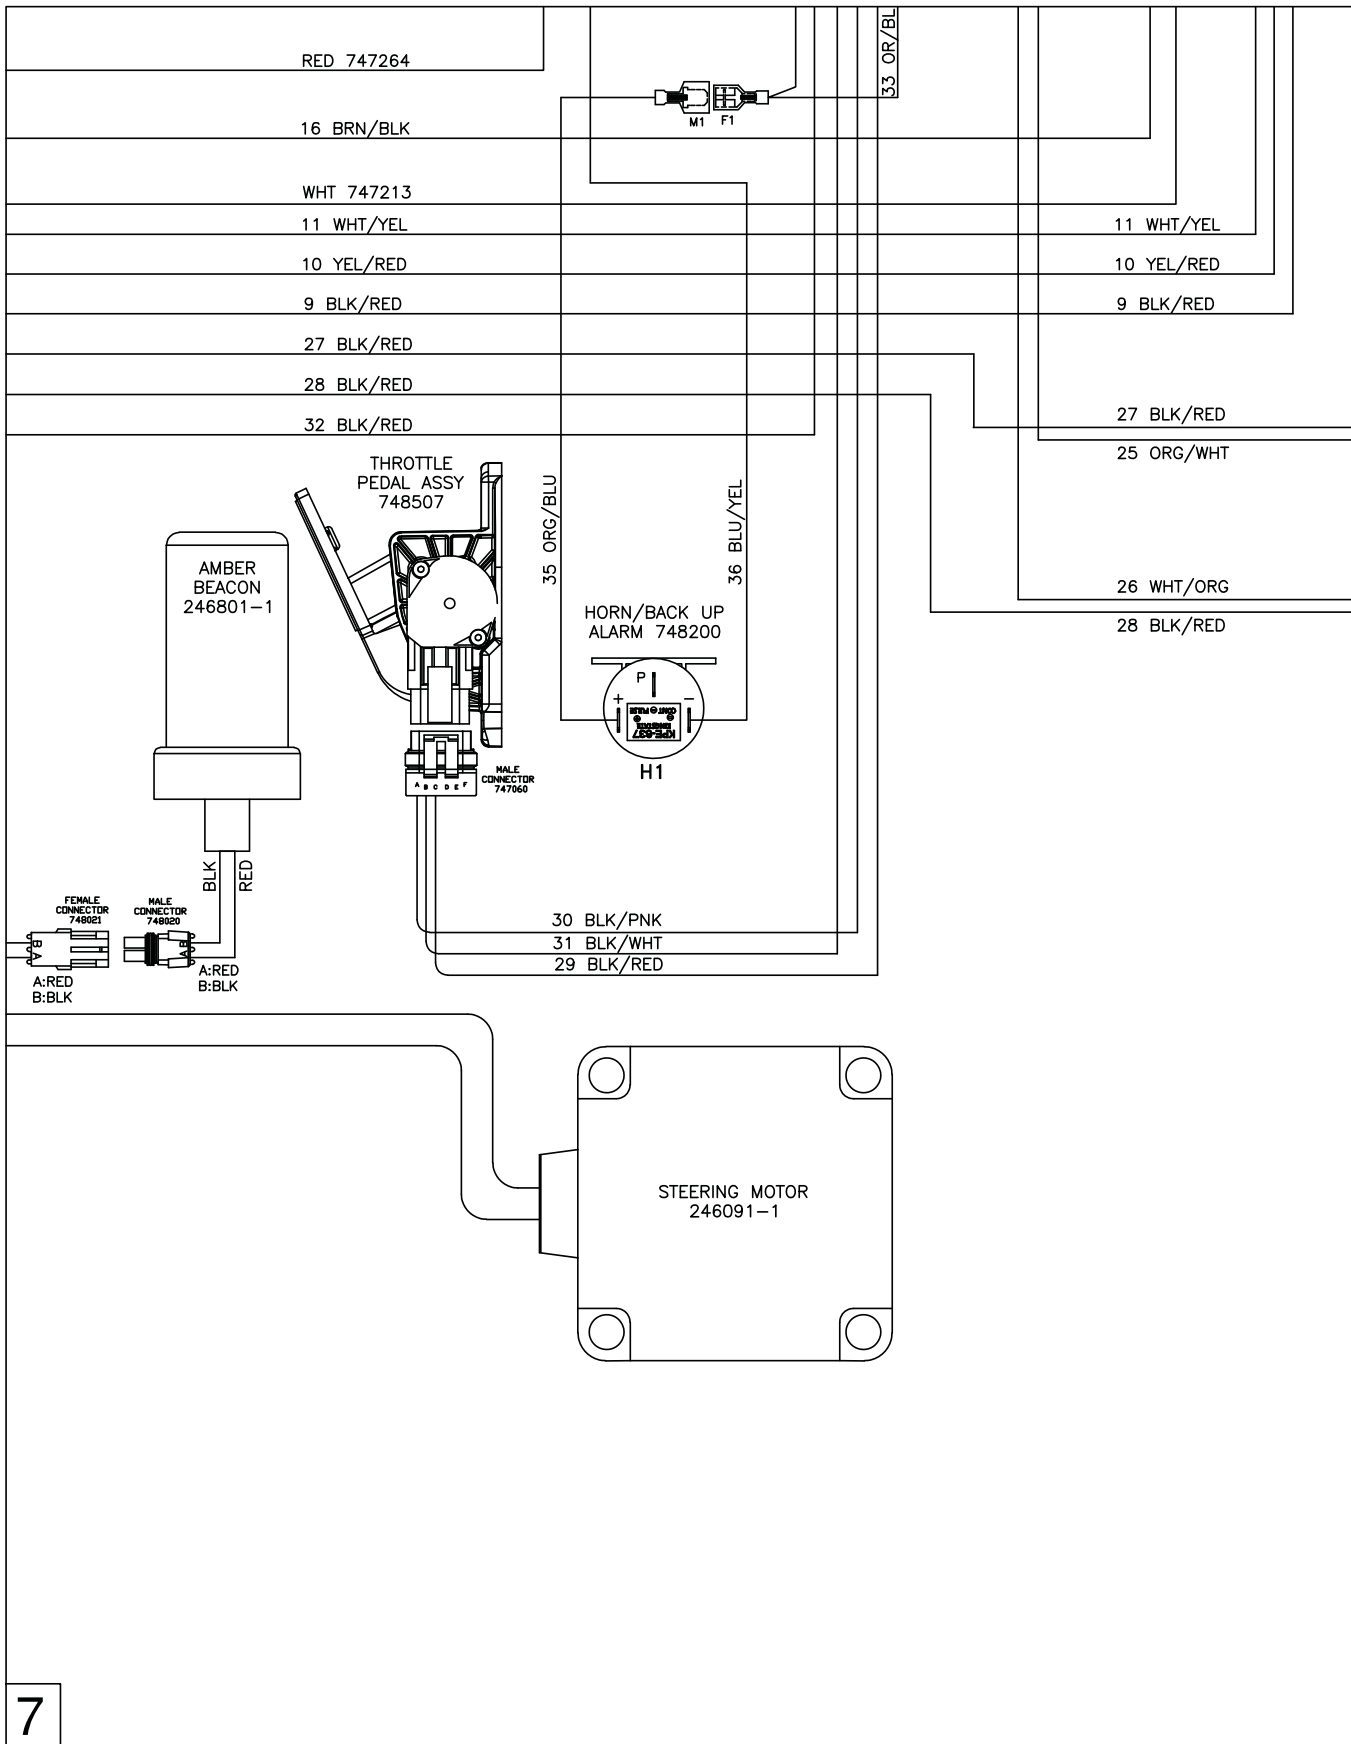 RED 747264
33 OR/BL
M1 F1
16 BRN/BLK
WHT 747213
11 WHT/YEL
11 WHT/YEL
10 YEL/RED
10 YEL/RED
9 BLK/RED
9 BLK/RED
27 BLK/RED
28 BLK/RED
32 BLK/RED
27 BLK/RED
25 ORG/WHT
THROTTLE
PEDAL ASSY
748507
35 ORG/BLU
36 BLU/YEL
AMBER
BEACON
246801-1
26 WHT/ORG
28 BLK/RED
HORN/BACK UP
ALARM 748200
P
+ -
CONT PULSE
KINGSTATE
KPE-637
H1
MALE
CONNECTOR
747060
A B C D E F
BLK
RED
FEMALE
CONNECTOR
748021
MALE
CONNECTOR
748020
B
A
B
A
A:RED
B:BLK
A:RED
B:BLK
30 BLK/PNK
31 BLK/WHT
29 BLK/RED
STEERING MOTOR
246091-1
7